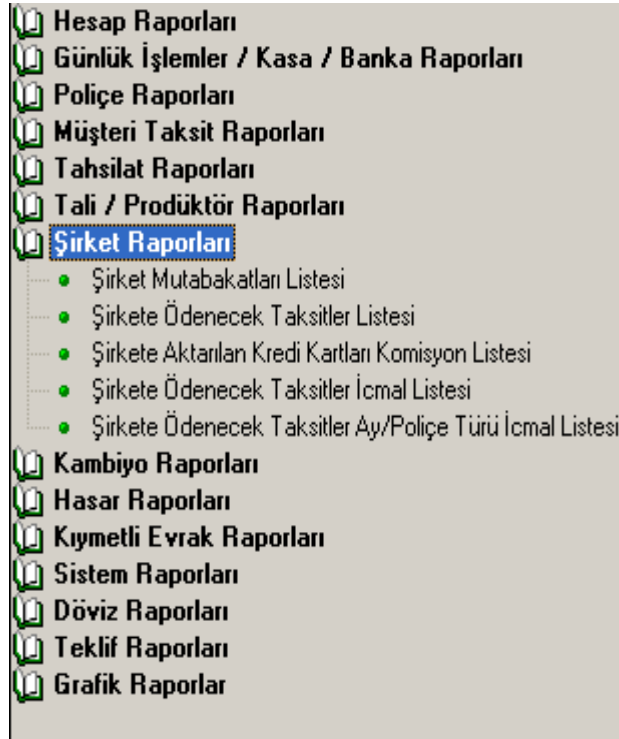 Hesap Raporları
Günlük İşlemler / Kasa / Banka Raporları
Poliçe Raporları
Müşteri Taksit Raporları
Tahsilat Raporları
Tali / Prodüktör Raporları
Şirket Raporları
Şirket Mutabakatları Listesi
Şirkete Ödenecek Taksitler Listesi
Şirkete Aktarılan Kredi Kartları Komisyon Listesi
Şirkete Ödenecek Taksitler İcmal Listesi
Şirkete Ödenecek Taksitler Ay/Poliçe Türü İcmal Listesi
Kambiyo Raporları
Hasar Raporları
Kıymetli Evrak Raporları
Sistem Raporları
Döviz Raporları
Teklif Raporları
Grafik Raporlar